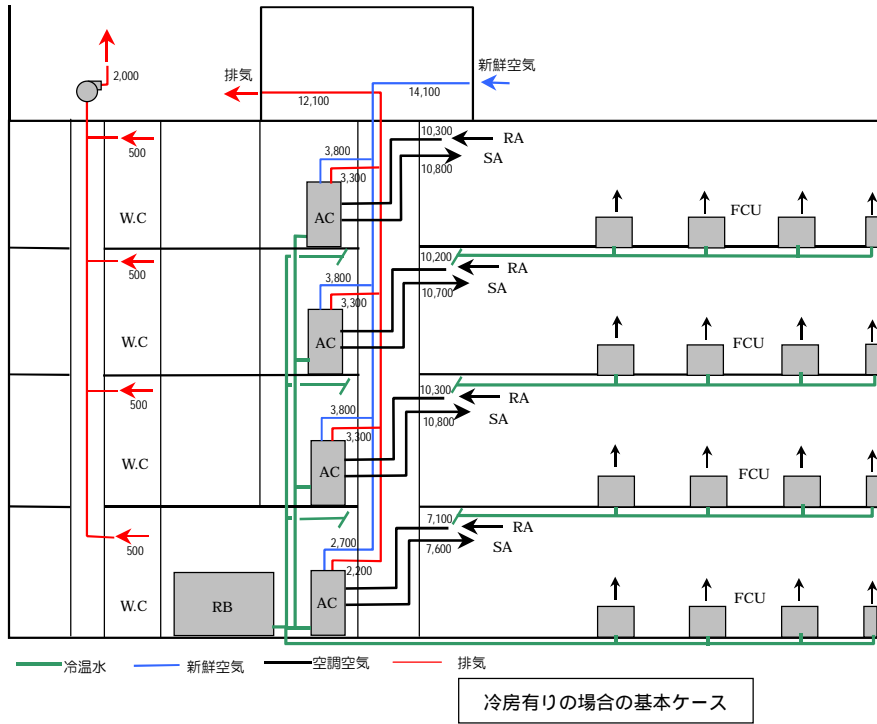 2,000
排気
新鮮空気
12,100
14,100
500
3,800
3,300
10,300
RA
SA
10,800
W.C
AC
FCU
500
3,800
3,300
10,200
RA
SA
10,700
W.C
AC
FCU
500
3,800
3,300
10,300
RA
SA
10,800
W.C
AC
FCU
500
2,700
2,200
7,100
RA
SA
7,600
W.C
RB
AC
FCU
冷温水
新鮮空気
空調空気
排気
冷房有りの場合の基本ケース